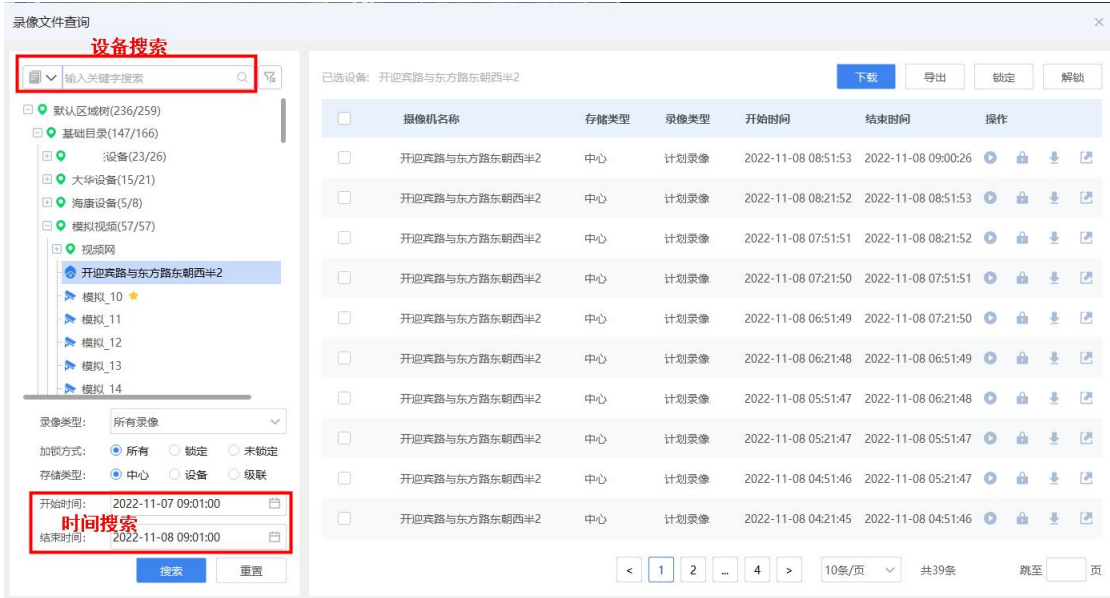 录像文件查询
设备搜索
输入关键字搜索
默认区域树(236/259)
基础目录(147/166)
设备(23/26)
大华设备(15/21)
海康设备(5/8)
模拟视频(57/57)
视频网
开迎宾路与东方路东朝西半2
模拟_10
模拟_11
模拟_12
模拟_13
模拟_14
录像类型: 所有录像
加锁方式: 所有 锁定 未锁定
存储类型: 中心 设备 级联
开始时间: 2022-11-07 09:01:00
时间搜索
结束时间: 2022-11-08 09:01:00
搜索 重置
已选设备: 开迎宾路与东方路东朝西半2
下载 导出 锁定 解锁
摄像机名称 存储类型 录像类型 开始时间 结束时间 操作
开迎宾路与东方路东朝西半2 中心 计划录像 2022-11-08 08:51:53 2022-11-08 09:00:26
开迎宾路与东方路东朝西半2 中心 计划录像 2022-11-08 08:21:52 2022-11-08 08:51:53
开迎宾路与东方路东朝西半2 中心 计划录像 2022-11-08 07:51:51 2022-11-08 08:21:52
开迎宾路与东方路东朝西半2 中心 计划录像 2022-11-08 07:21:50 2022-11-08 07:51:51
开迎宾路与东方路东朝西半2 中心 计划录像 2022-11-08 06:51:49 2022-11-08 07:21:50
开迎宾路与东方路东朝西半2 中心 计划录像 2022-11-08 06:21:48 2022-11-08 06:51:49
开迎宾路与东方路东朝西半2 中心 计划录像 2022-11-08 05:51:47 2022-11-08 06:21:48
开迎宾路与东方路东朝西半2 中心 计划录像 2022-11-08 05:21:47 2022-11-08 05:51:47
开迎宾路与东方路东朝西半2 中心 计划录像 2022-11-08 04:51:46 2022-11-08 05:21:47
开迎宾路与东方路东朝西半2 中心 计划录像 2022-11-08 04:21:45 2022-11-08 04:51:46
< 1 2 ... 4 > 10条/页 共39条 跳至 页